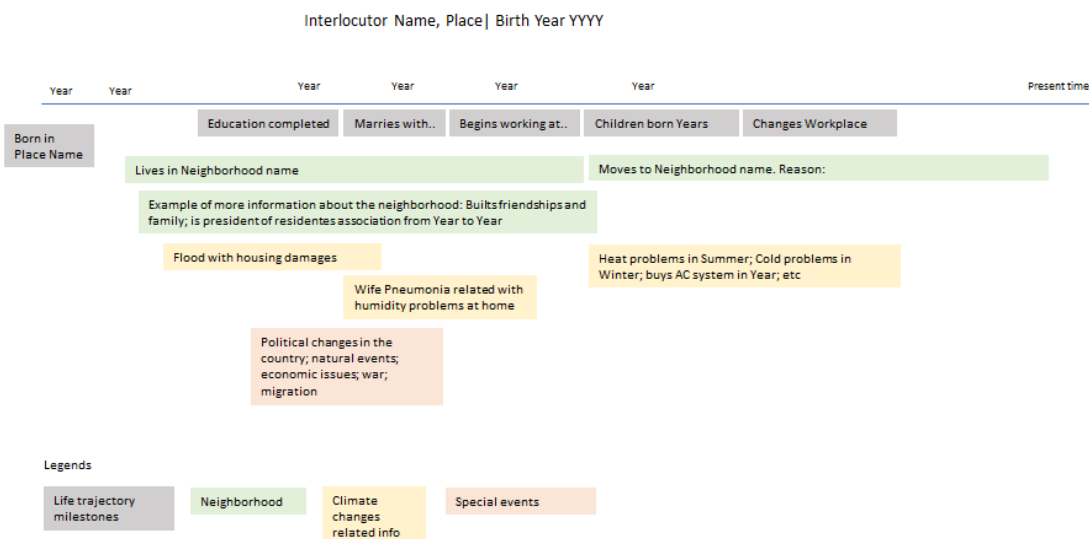 Interlocutor Name, Place| Birth Year YYYY
Year
Year
Year
Year
Year
Year
Present time
Born in
Place Name
Education completed
Marries with..
Begins working at..
Children born Years
Changes Workplace
Lives in Neighborhood name
Moves to Neighborhood name. Reason:
Example of more information about the neighborhood: Builts friendships and
family; is president of residentes association from Year to Year
Flood with housing damages
Heat problems in Summer; Cold problems in
Winter; buys AC system in Year; etc
Wife Pneumonia related with
humidity problems at home
Political changes in the
country; natural events;
economic issues; war;
migration
Legends
Life trajectory
milestones
Neighborhood
Climate
changes
related info
Special events